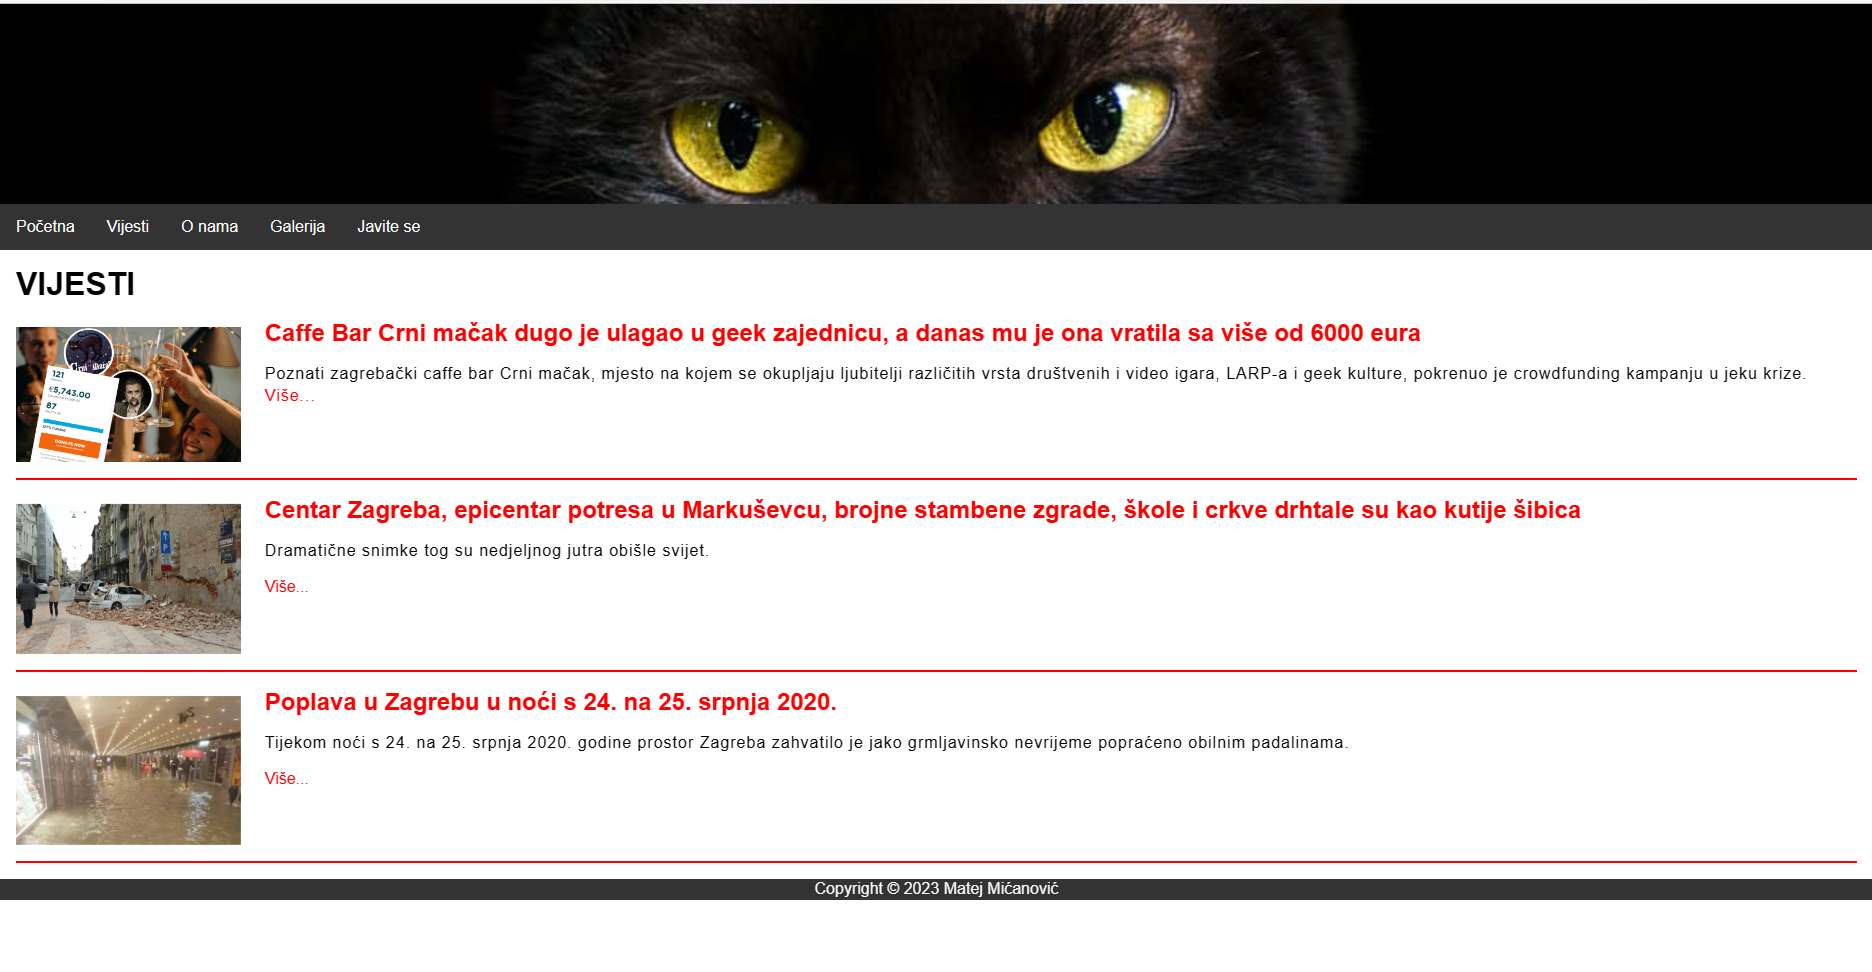 Početna Vijesti O nama Galerija Javite se
VIJESTI
Caffe Bar Crni mačak dugo je ulagao u geek zajednicu, a danas mu je ona vratila sa više od 6000 eura
121
€5,743.00
87
DONATE NOW
Poznati zagrebački caffe bar Crni mačak, mjesto na kojem se okupljaju ljubitelji različitih vrsta društvenih i video igara, LARP-a i geek kulture, pokrenuo je crowdfunding kampanju u jeku krize.
Više...
Centar Zagreba, epicentar potresa u Markuševcu, brojne stambene zgrade, škole i crkve drhtale su kao kutije šibica
P
Dramatične snimke tog su nedjeljnog jutra obišle svijet.
Više...
Poplava u Zagrebu u noći s 24. na 25. srpnja 2020.
Tijekom noći s 24. na 25. srpnja 2020. godine prostor Zagreba zahvatilo je jako grmljavinsko nevrijeme popraćeno obilnim padalinama.
Više...
Copyright © 2023 Matej Mićanović